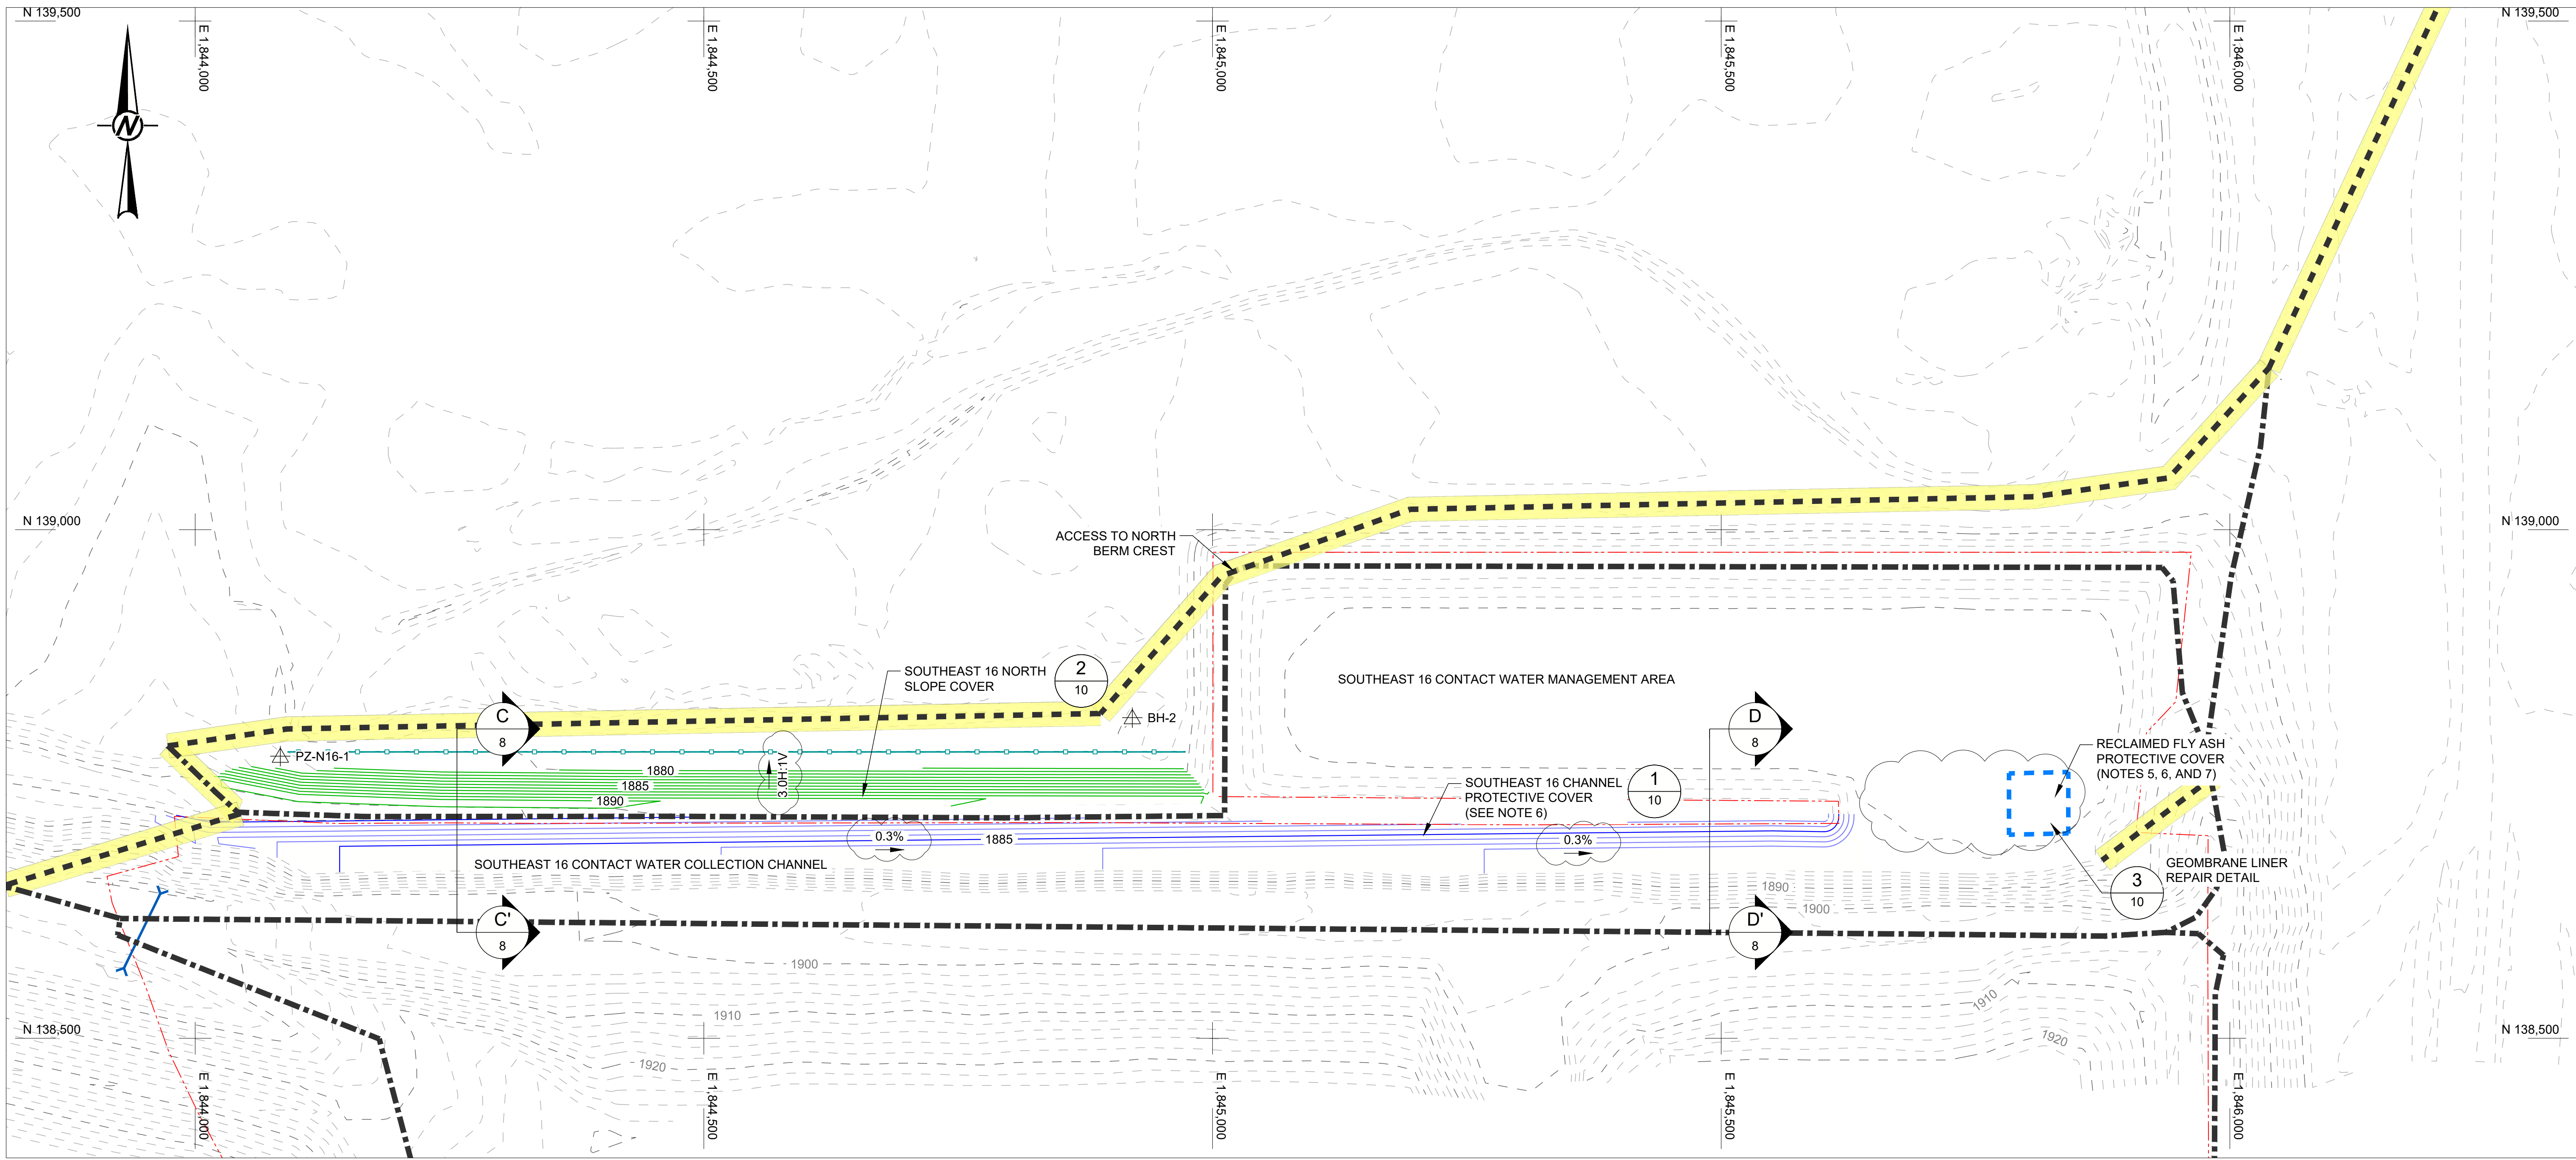 N 139,500
E 1,844,000
E 1,844,500
E 1,845,000
E 1,845,500
E 1,846,000
N 139,500
N
N 139,000
N 139,000
ACCESS TO NORTH
BERM CREST
SOUTHEAST 16 NORTH
SLOPE COVER
2
10
SOUTHEAST 16 CONTACT WATER MANAGEMENT AREA
C
8
BH-2
D
8
PZ-N16-1
3.0H:1V
1880
1885
1890
RECLAIMED FLY ASH
PROTECTIVE COVER
(NOTES 5, 6, AND 7)
SOUTHEAST 16 CHANNEL
PROTECTIVE COVER
(SEE NOTE 6)
1
10
0.3%
1885
0.3%
SOUTHEAST 16 CONTACT WATER COLLECTION CHANNEL
GEOMBRANE LINER
REPAIR DETAIL
3
10
1890
1900
C'
8
D'
8
1900
1910
1920
1910
1920
N 138,500
N 138,500
E 1,844,000
E 1,844,500
E 1,845,000
E 1,845,500
E 1,846,000